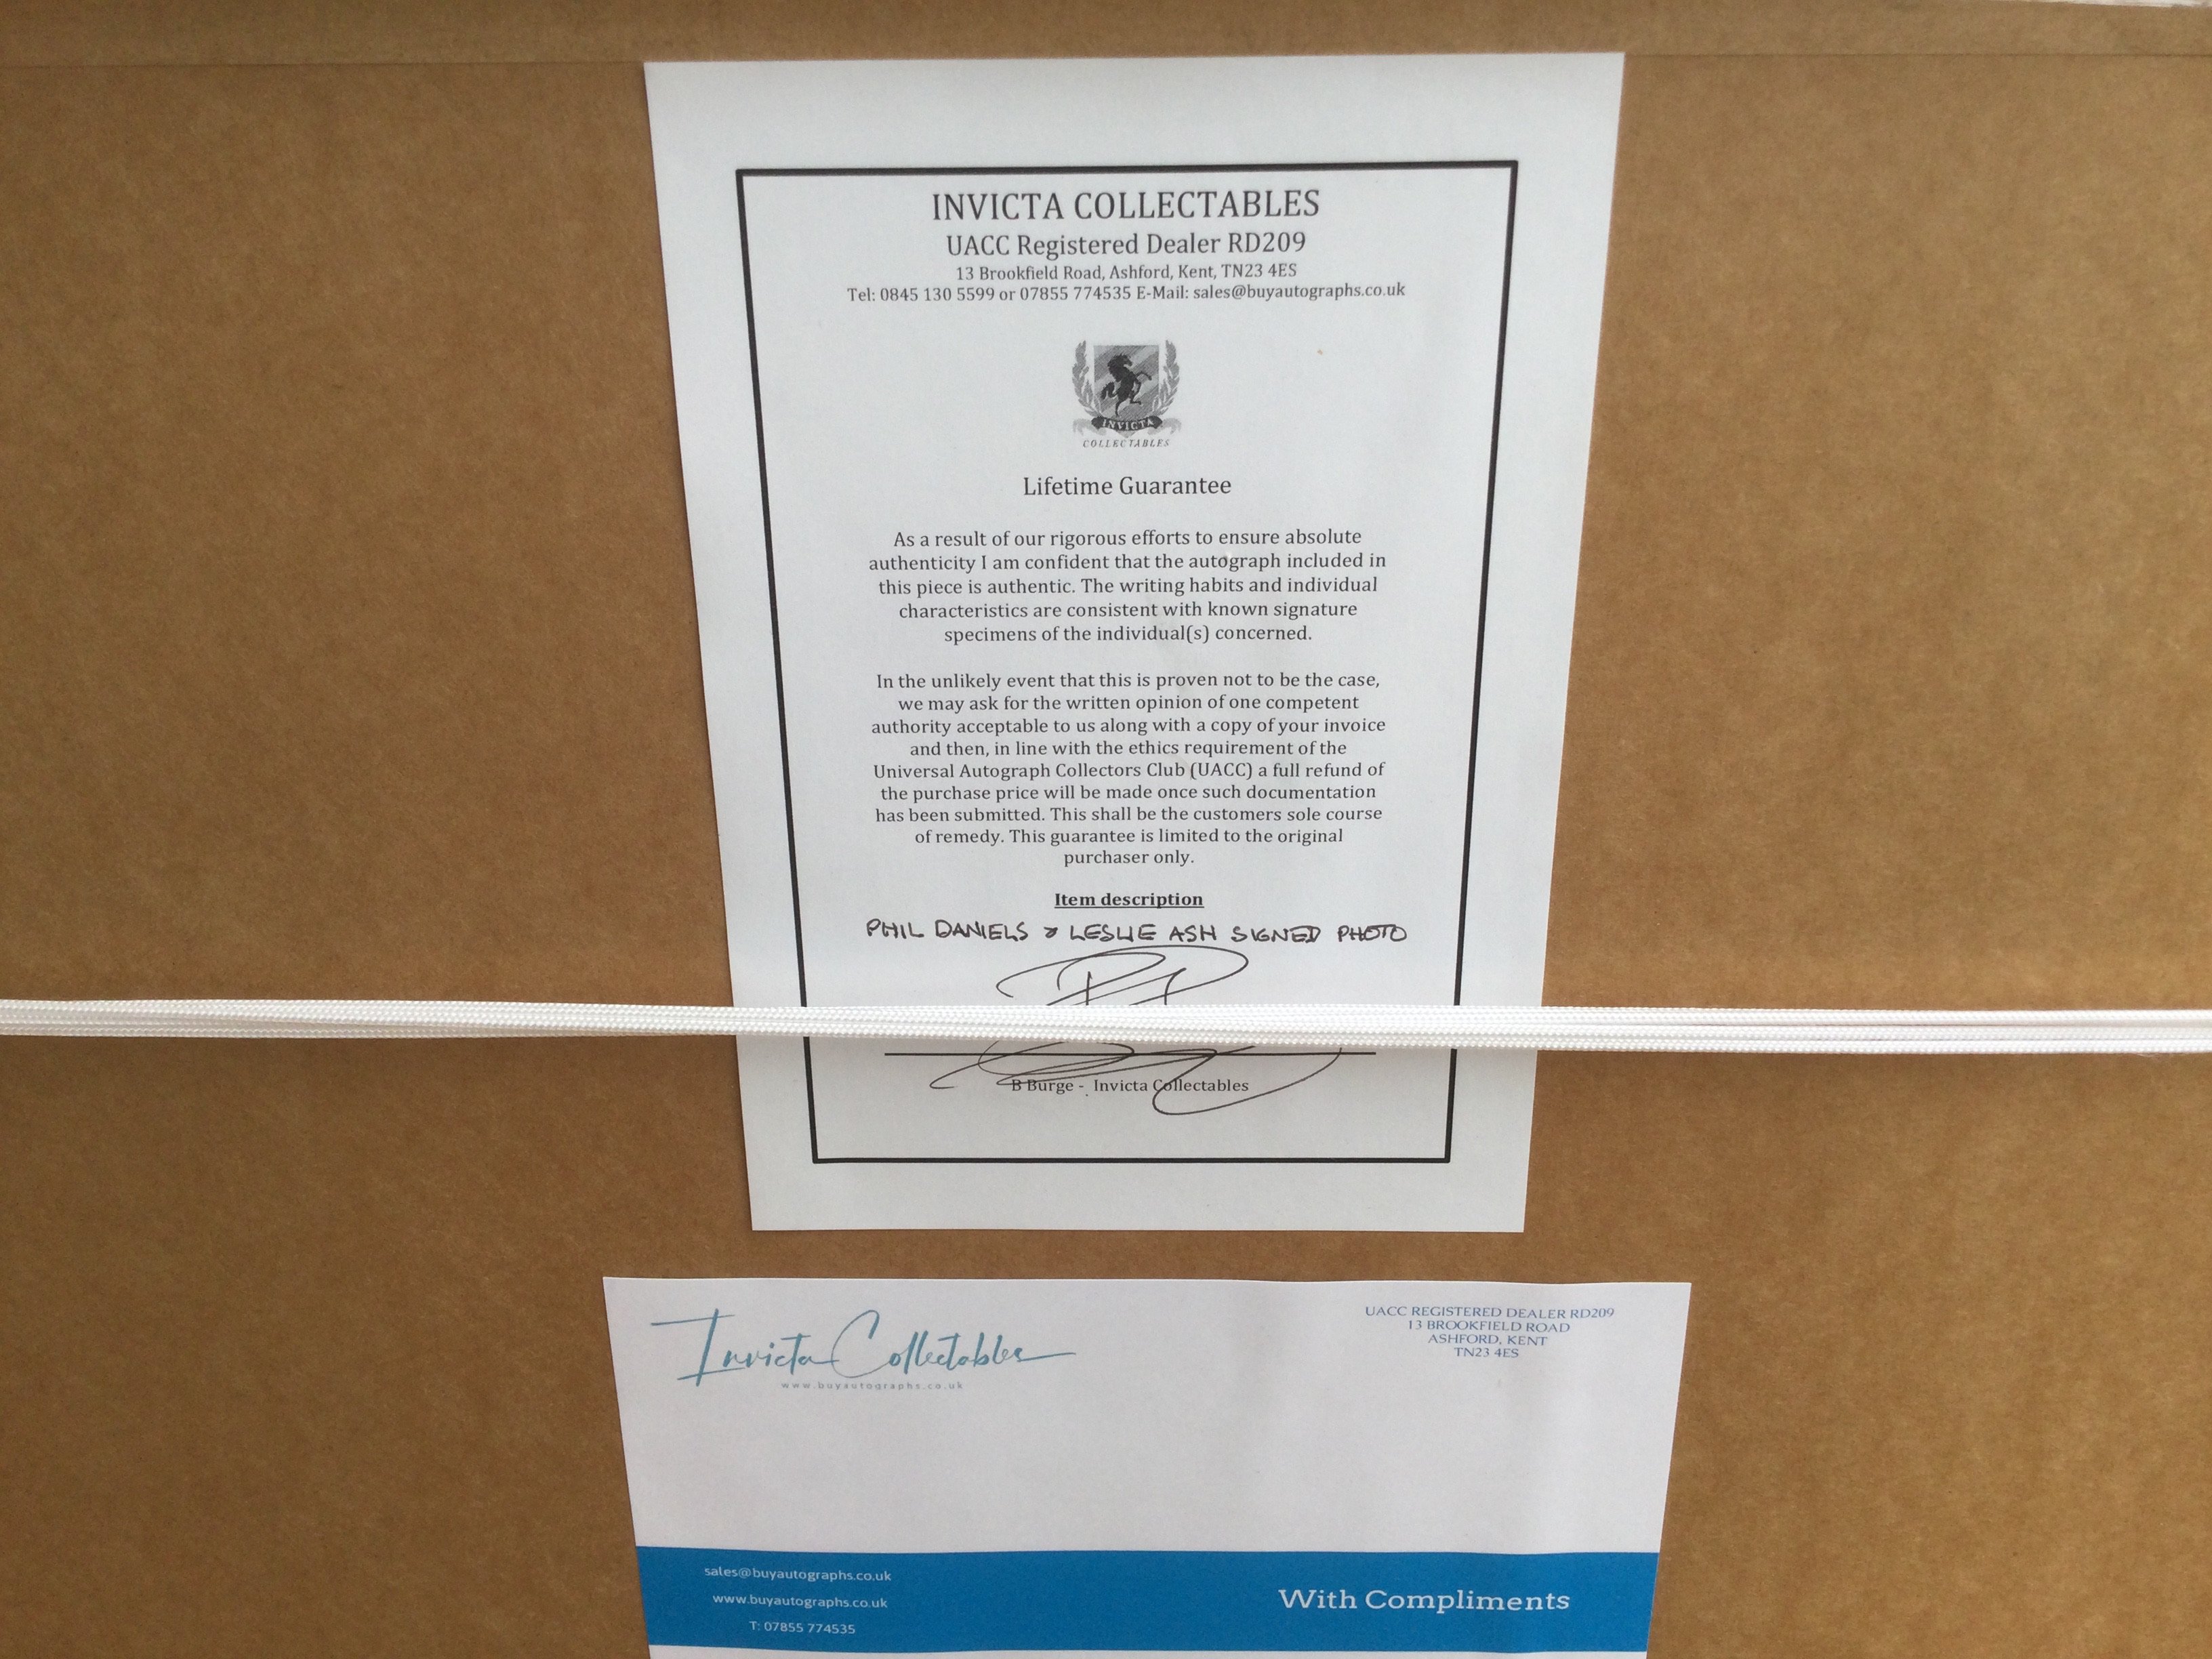 INVICTA COLLECTABLES
UACC Registered Dealer RD209
13 Brookfield Road, Ashford, Kent, TN23 4ES
Tel: 0845 130 5599 or 07855 774535 E-Mail: sales@buyautographs.co.uk
INVICTA
COLLECTABLES
Lifetime Guarantee
As a result of our rigorous efforts to ensure absolute
authenticity I am confident that the autograph included in
this piece is authentic. The writing habits and individual
characteristics are consistent with known signature
specimens of the individual(s) concerned.
In the unlikely event that this is proven not to be the case,
we may ask for the written opinion of one competent
authority acceptable to us along with a copy of your invoice
and then, in line with the ethics requirement of the
Universal Autograph Collectors Club (UACC) a full refund of
the purchase price will be made once such documentation
has been submitted. This shall be the customers sole course
of remedy. This guarantee is limited to the original
purchaser only.
Item description
PHIL DANIELS & LESLIE ASH SIGNED PHOTO
B Burge - Invicta Collectables
Invicta Collectables
www.buyautographs.co.uk
UACC REGISTERED DEALER RD209
13 BROOKFIELD ROAD
ASHFORD, KENT
TN23 4ES
sales@buyautographs.co.uk
www.buyautographs.co.uk
T: 07855 774535
With Compliments